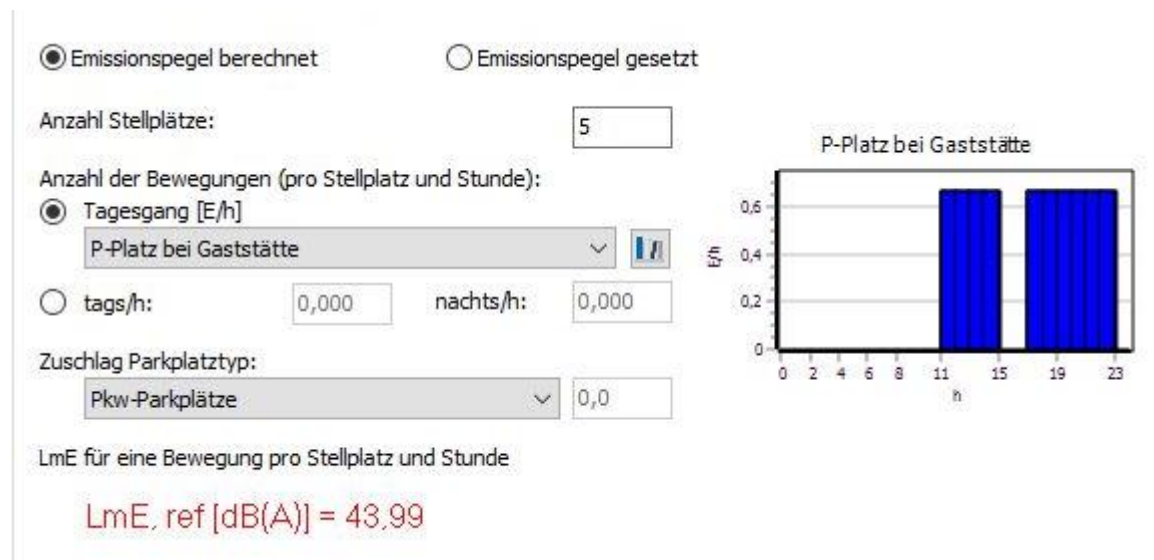 Emissionspegel berechnet Emissionspegel gesetzt
Anzahl Stellplätze: 5
Anzahl der Bewegungen (pro Stellplatz und Stunde):
Tagesgang [E/h]
P-Platz bei Gaststätte
tags/h: 0,000 nachts/h: 0,000
Zuschlag Parkplatztyp:
Pkw-Parkplätze 0,0
LmE für eine Bewegung pro Stellplatz und Stunde
LmE, ref [dB(A)] = 43,99
P-Platz bei Gaststätte
0,6
0,4
0,2
0
E/h
0 2 4 6 8 11 15 19 23
h